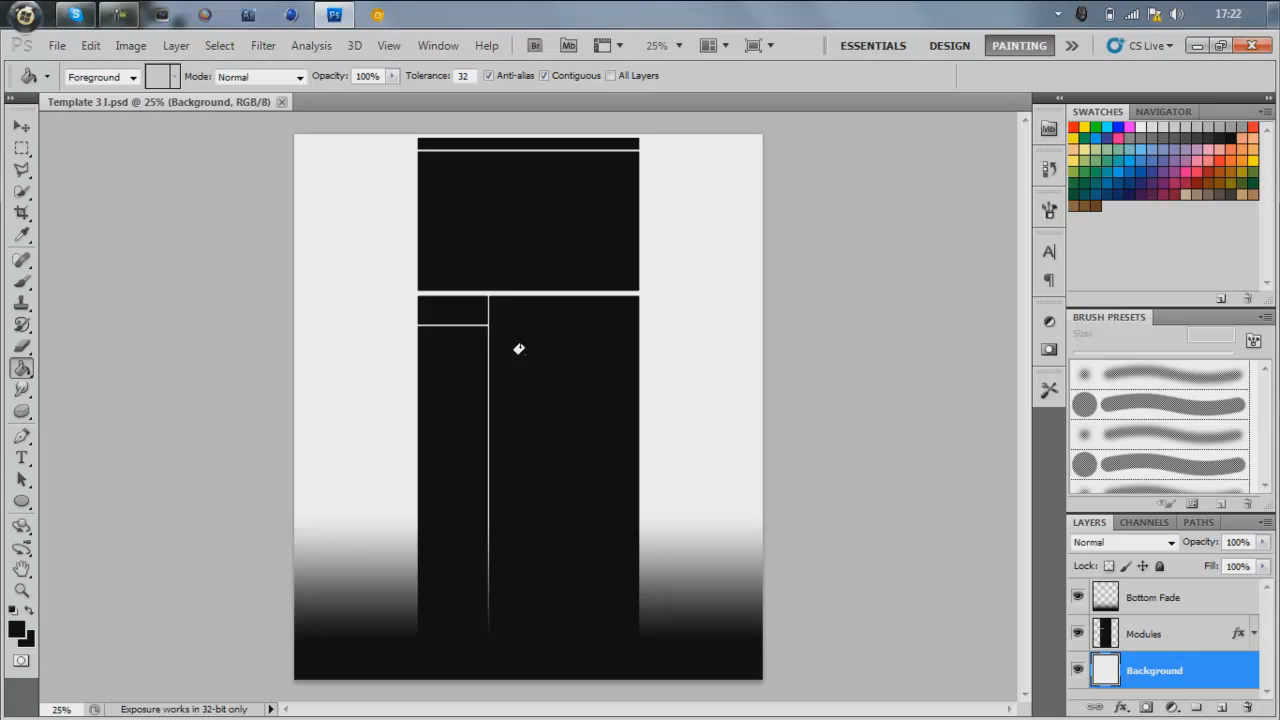 17:22
Ps File Edit Image Layer Select Filter Analysis 3D View Window Help Br Mb 25% ESSENTIALS DESIGN PAINTING CS Live
Foreground Mode: Normal Opacity: 100% Tolerance: 32 Anti-alias Contiguous All Layers
Template 3 I.psd @ 25% (Background, RGB/8)
SWATCHES NAVIGATOR
Mb
BRUSH PRESETS
Size:
LAYERS CHANNELS PATHS
Normal Opacity: 100%
Lock: Fill: 100%
Bottom Fade
Modules fx
Background
25% Exposure works in 32-bit only